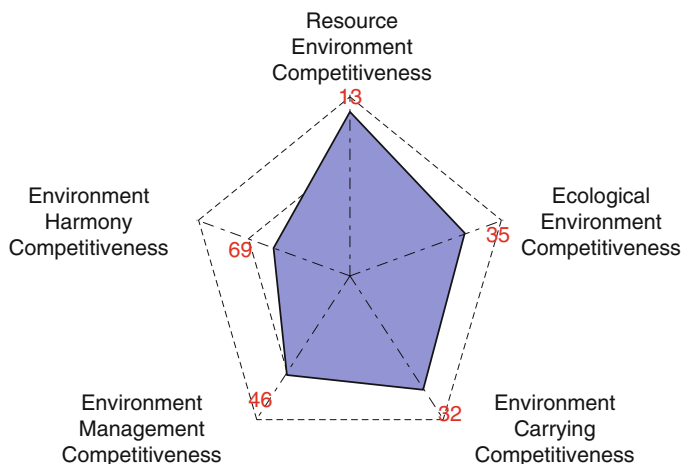 Resource
Environment
Competitiveness
13
Ecological
Environment
Competitiveness
35
Environment
Carrying
Competitiveness
32
Environment
Management
Competitiveness
46
Environment
Harmony
Competitiveness
69